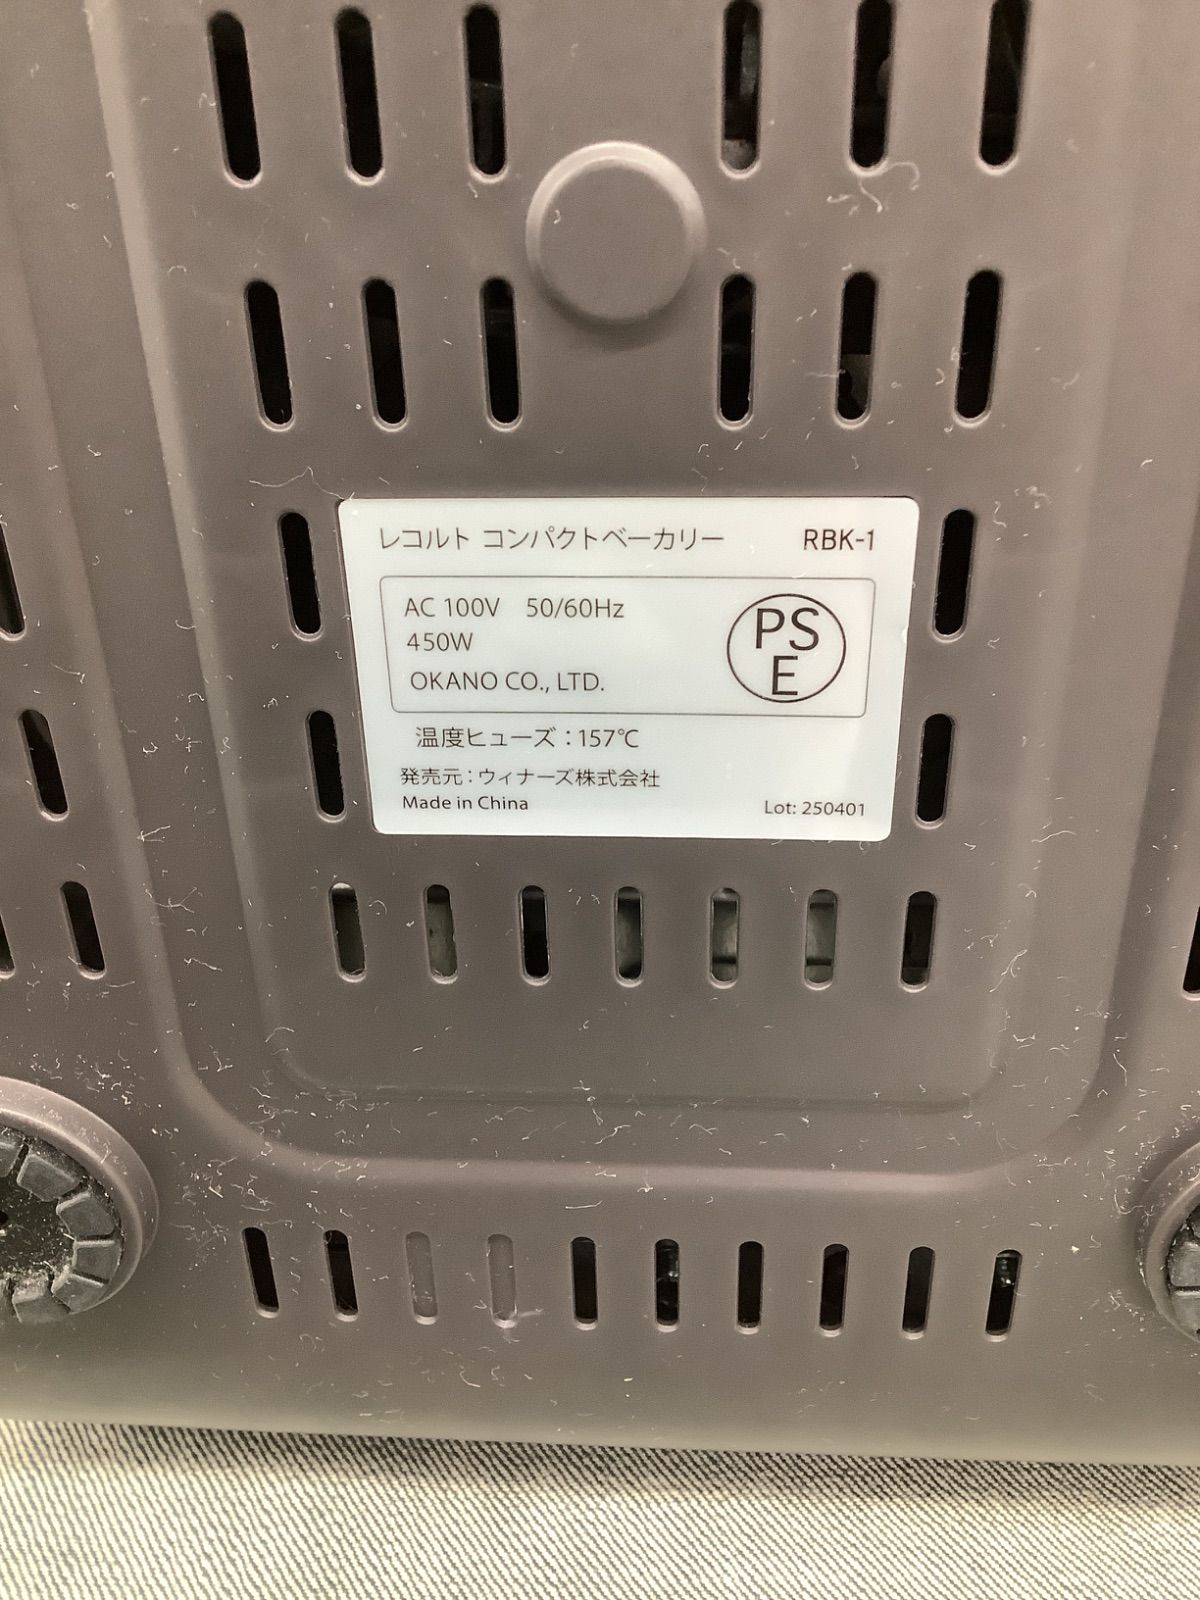 レコルト コンパクトベーカリー RBK-1
AC 100V 50/60Hz
450W
OKANO CO., LTD.
PS
E
温度ヒューズ：157℃
発売元：ウィナーズ株式会社
Made in China Lot: 250401